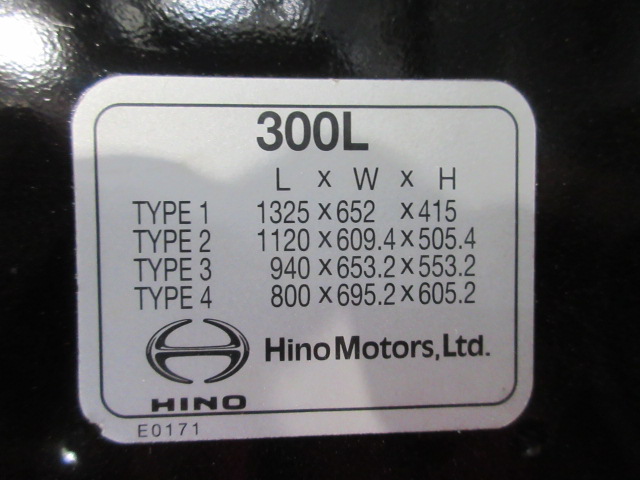 300L
L x W x H
TYPE 1 1325 x 652 x 415
TYPE 2 1120 x 609.4 x 505.4
TYPE 3 940 x 653.2 x 553.2
TYPE 4 800 x 695.2 x 605.2
Hino Motors, Ltd.
HINO
E0171